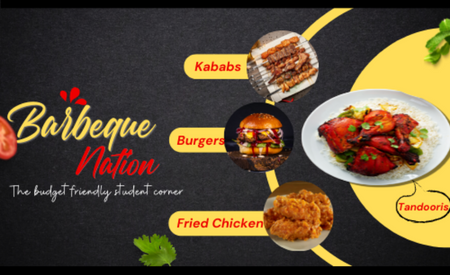 Barbeque
Nation
The budget friendly student corner
Kababs
Burgers
Fried Chicken
Tandooris